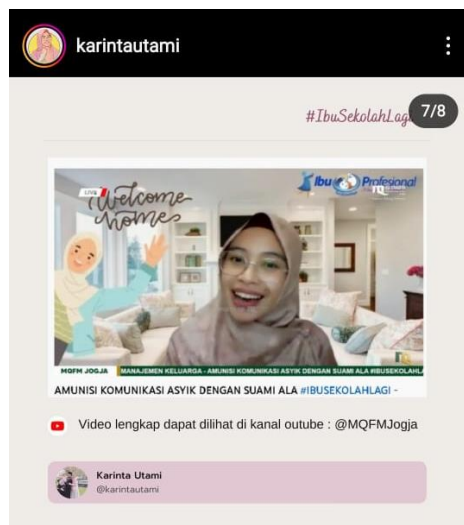 karintautami
#IbuSekolahLagi
7/8
LIVE
Welcome
home
Ibu Profesional
MQFM JOGJA MANAJEMEN KELUARGA - AMUNISI KOMUNIKASI ASYIK DENGAN SUAMI ALA #IBUSEKOLAHLA
AMUNISI KOMUNIKASI ASYIK DENGAN SUAMI ALA #IBUSEKOLAHLAGI -
Video lengkap dapat dilihat di kanal outube : @MQFMJogja
Karinta Utami
@karintautami